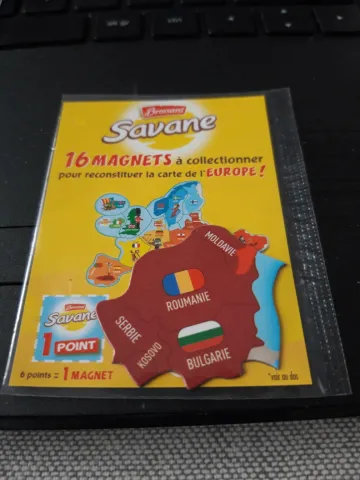 Brossard
Savane
16 MAGNETS à collectionner
pour reconstituer la carte de l'EUROPE !
MOLDAVIE
ROUMANIE
SERBIE
KOSOVO
BULGARIE
Brossard
Savane
1 POINT
6 points = 1 MAGNET
*voir au dos